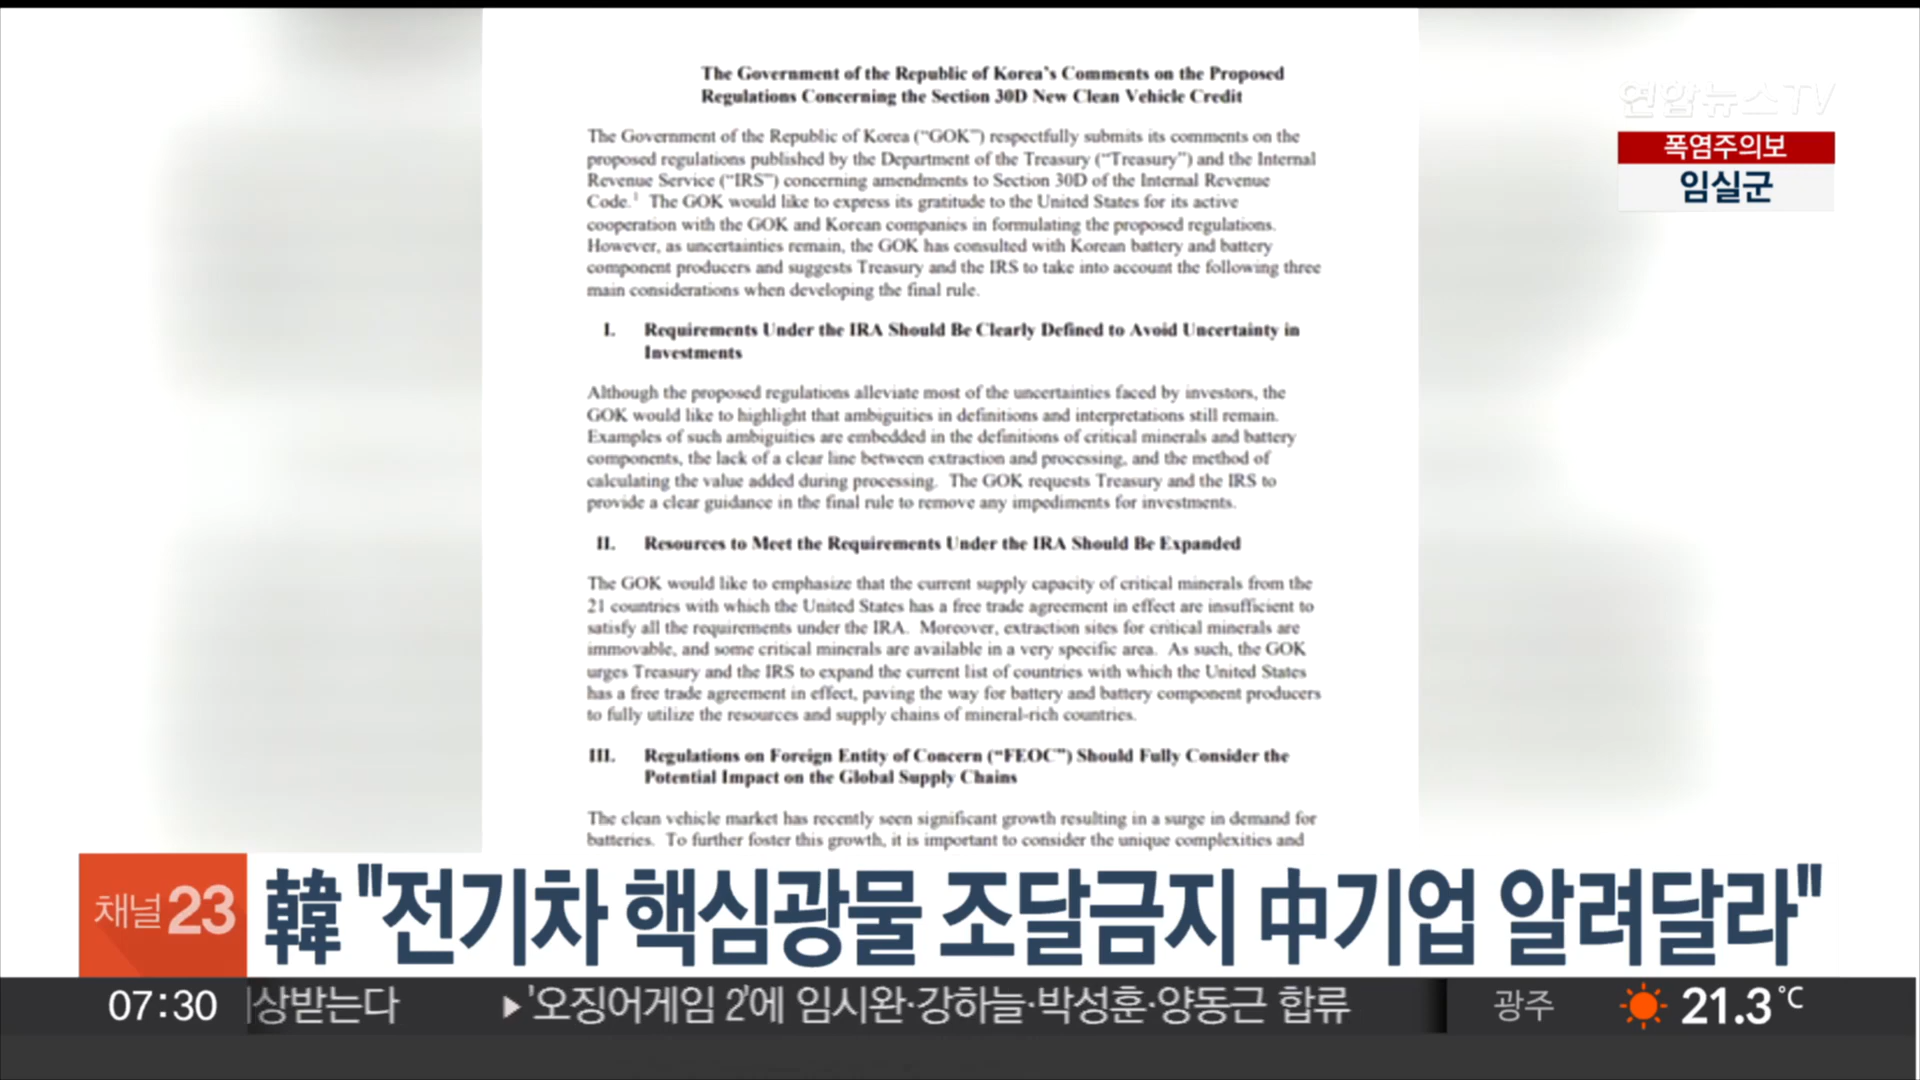 The Government of the Republic of Korea's Comments on the Proposed
Regulations Concerning the Section 30D New Clean Vehicle Credit
The Government of the Republic of Korea ("GOK") respectfully submits its comments on the
proposed regulations published by the Department of the Treasury ("Treasury") and the Internal
Revenue Service ("IRS") concerning amendments to Section 30D of the Internal Revenue
Code.¹ The GOK would like to express its gratitude to the United States for its active
cooperation with the GOK and Korean companies in formulating the proposed regulations.
However, as uncertainties remain, the GOK has consulted with Korean battery and battery
component producers and suggests Treasury and the IRS to take into account the following three
main considerations when developing the final rule.
I. Requirements Under the IRA Should Be Clearly Defined to Avoid Uncertainty in
Investments
Although the proposed regulations alleviate most of the uncertainties faced by investors, the
GOK would like to highlight that ambiguities in definitions and interpretations still remain.
Examples of such ambiguities are embedded in the definitions of critical minerals and battery
components, the lack of a clear line between extraction and processing, and the method of
calculating the value added during processing. The GOK requests Treasury and the IRS to
provide a clear guidance in the final rule to remove any impediments for investments.
II. Resources to Meet the Requirements Under the IRA Should Be Expanded
The GOK would like to emphasize that the current supply capacity of critical minerals from the
21 countries with which the United States has a free trade agreement in effect are insufficient to
satisfy all the requirements under the IRA. Moreover, extraction sites for critical minerals are
immovable, and some critical minerals are available in a very specific area. As such, the GOK
urges Treasury and the IRS to expand the current list of countries with which the United States
has a free trade agreement in effect, paving the way for battery and battery component producers
to fully utilize the resources and supply chains of mineral-rich countries.
III. Regulations on Foreign Entity of Concern ("FEOC") Should Fully Consider the
Potential Impact on the Global Supply Chains
The clean vehicle market has recently seen significant growth resulting in a surge in demand for
batteries. To further foster this growth, it is important to consider the unique complexities and
연합뉴스TV
폭염주의보
임실군
채널23
韓 "전기차 핵심광물 조달금지 中기업 알려달라"
07:30
상받는다 ▶'오징어게임 2'에 임시완·강하늘·박성훈·양동근 합류
광주 21.3℃